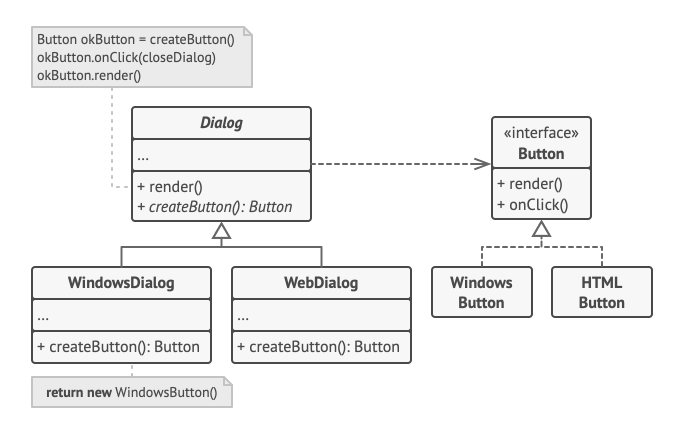 Button okButton = createButton()
okButton.onClick(closeDialog)
okButton.render()
Dialog
...
+ render()
+ createButton(): Button
«interface»
Button
+ render()
+ onClick()
WindowsDialog
...
+ createButton(): Button
WebDialog
...
+ createButton(): Button
Windows
Button
HTML
Button
return new WindowsButton()